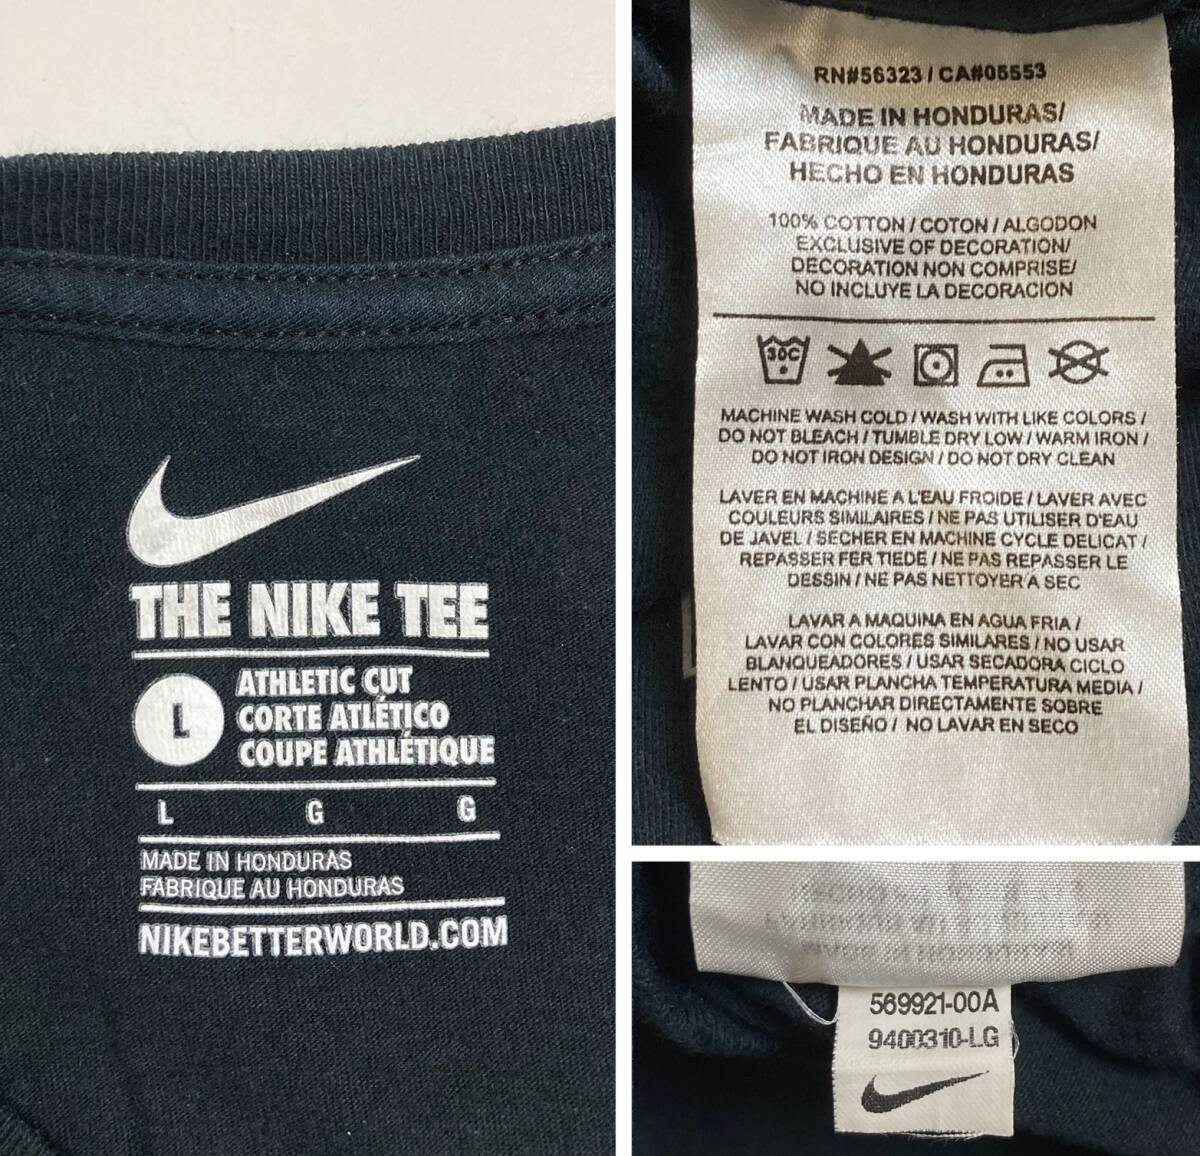 THE NIKE TEE
L
ATHLETIC CUT
CORTE ATLÉTICO
COUPE ATHLÉTIQUE
L G G
MADE IN HONDURAS
FABRIQUE AU HONDURAS
NIKEBETTERWORLD.COM
RN#56323 / CA#05553
MADE IN HONDURAS/
FABRIQUE AU HONDURAS/
HECHO EN HONDURAS
100% COTTON / COTON / ALGODON
EXCLUSIVE OF DECORATION/
DECORATION NON COMPRISE/
NO INCLUYE LA DECORACION
30C
MACHINE WASH COLD / WASH WITH LIKE COLORS /
DO NOT BLEACH / TUMBLE DRY LOW / WARM IRON /
DO NOT IRON DESIGN / DO NOT DRY CLEAN
LAVER EN MACHINE A L'EAU FROIDE / LAVER AVEC
COULEURS SIMILAIRES / NE PAS UTILISER D'EAU
DE JAVEL / SECHER EN MACHINE CYCLE DELICAT /
REPASSER FER TIEDE / NE PAS REPASSER LE
DESSIN / NE PAS NETTOYER A SEC
LAVAR A MAQUINA EN AGUA FRIA /
LAVAR CON COLORES SIMILARES / NO USAR
BLANQUEADORES / USAR SECADORA CICLO
LENTO / USAR PLANCHA TEMPERATURA MEDIA /
NO PLANCHAR DIRECTAMENTE SOBRE
EL DISEÑO / NO LAVAR EN SECO
569921-00A
9400310-LG